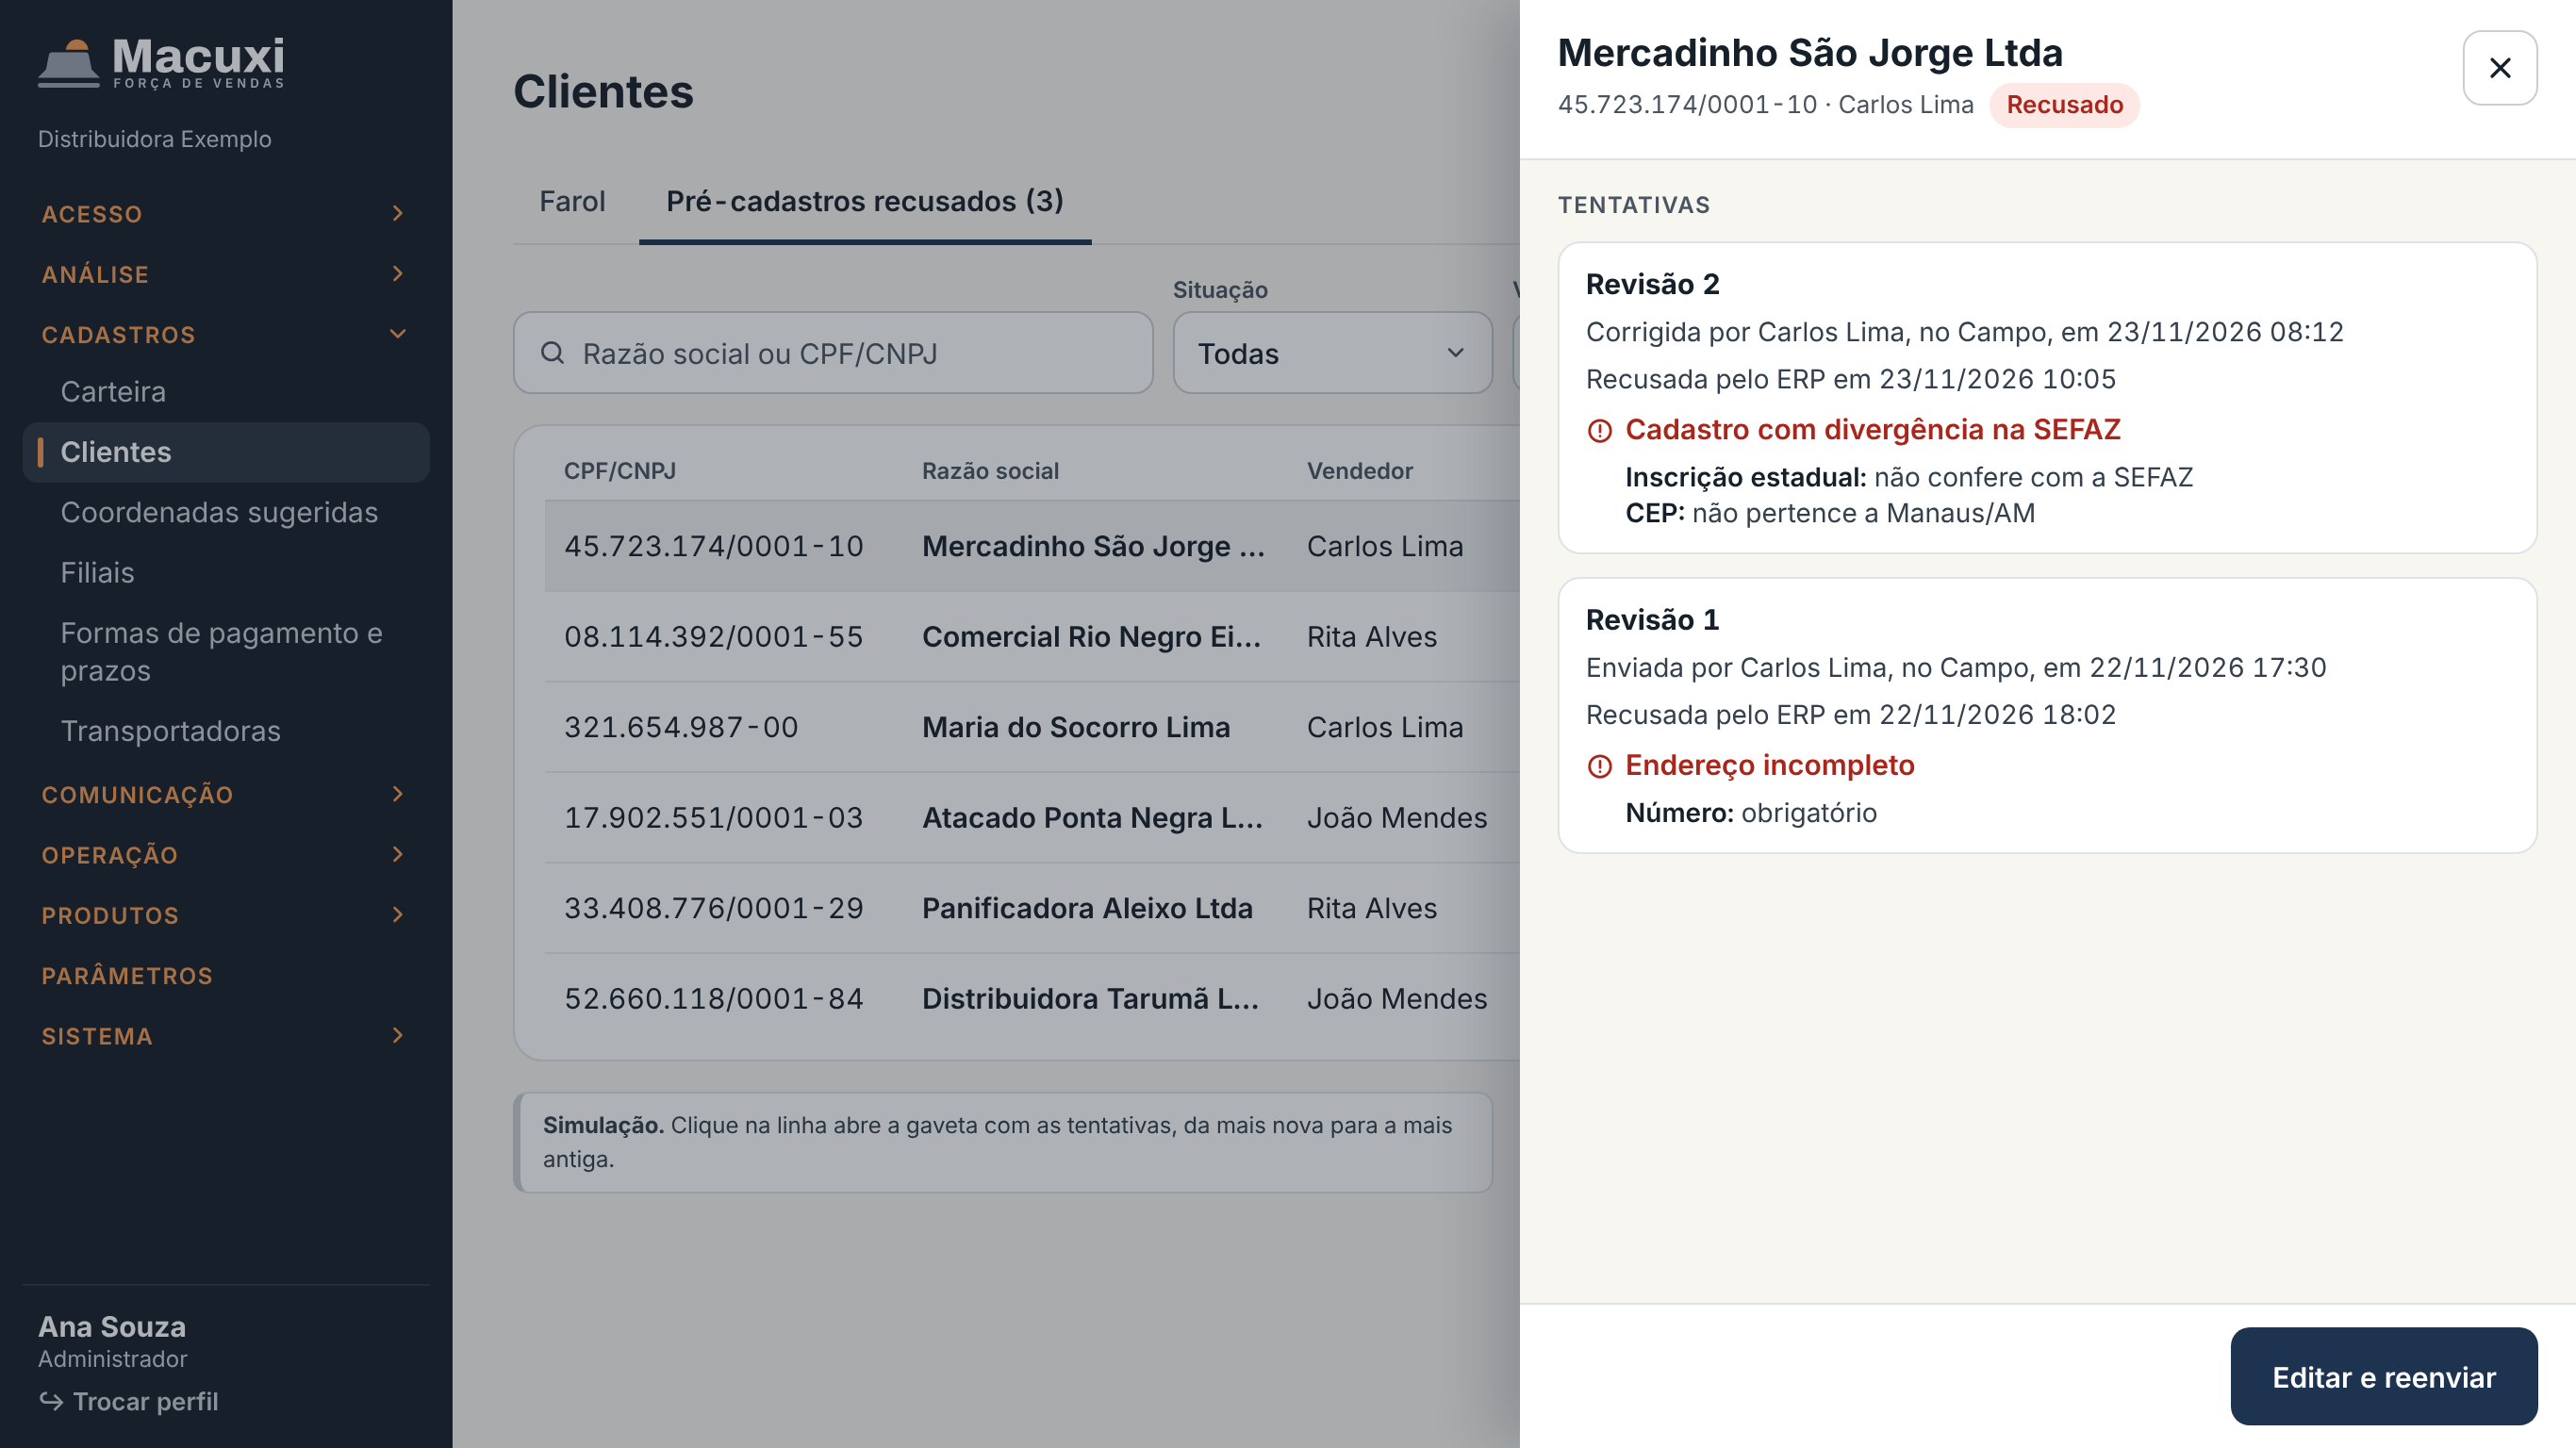 Macuxi
FORÇA DE VENDAS
Distribuidora Exemplo
ACESSO
ANÁLISE
CADASTROS
Carteira
Clientes
Coordenadas sugeridas
Filiais
Formas de pagamento e
prazos
Transportadoras
COMUNICAÇÃO
OPERAÇÃO
PRODUTOS
PARÂMETROS
SISTEMA
Ana Souza
Administrador
Trocar perfil
Clientes
Farol
Pré-cadastros recusados (3)
Situação
Razão social ou CPF/CNPJ
Todas
CPF/CNPJ Razão social Vendedor
45.723.174/0001-10 Mercadinho São Jorge ... Carlos Lima
08.114.392/0001-55 Comercial Rio Negro Ei... Rita Alves
321.654.987-00 Maria do Socorro Lima Carlos Lima
17.902.551/0001-03 Atacado Ponta Negra L... João Mendes
33.408.776/0001-29 Panificadora Aleixo Ltda Rita Alves
52.660.118/0001-84 Distribuidora Tarumã L... João Mendes
Simulação. Clique na linha abre a gaveta com as tentativas, da mais nova para a mais
antiga.
Mercadinho São Jorge Ltda
45.723.174/0001-10 · Carlos Lima Recusado
TENTATIVAS
Revisão 2
Corrigida por Carlos Lima, no Campo, em 23/11/2026 08:12
Recusada pelo ERP em 23/11/2026 10:05
Cadastro com divergência na SEFAZ
Inscrição estadual: não confere com a SEFAZ
CEP: não pertence a Manaus/AM
Revisão 1
Enviada por Carlos Lima, no Campo, em 22/11/2026 17:30
Recusada pelo ERP em 22/11/2026 18:02
Endereço incompleto
Número: obrigatório
Editar e reenviar